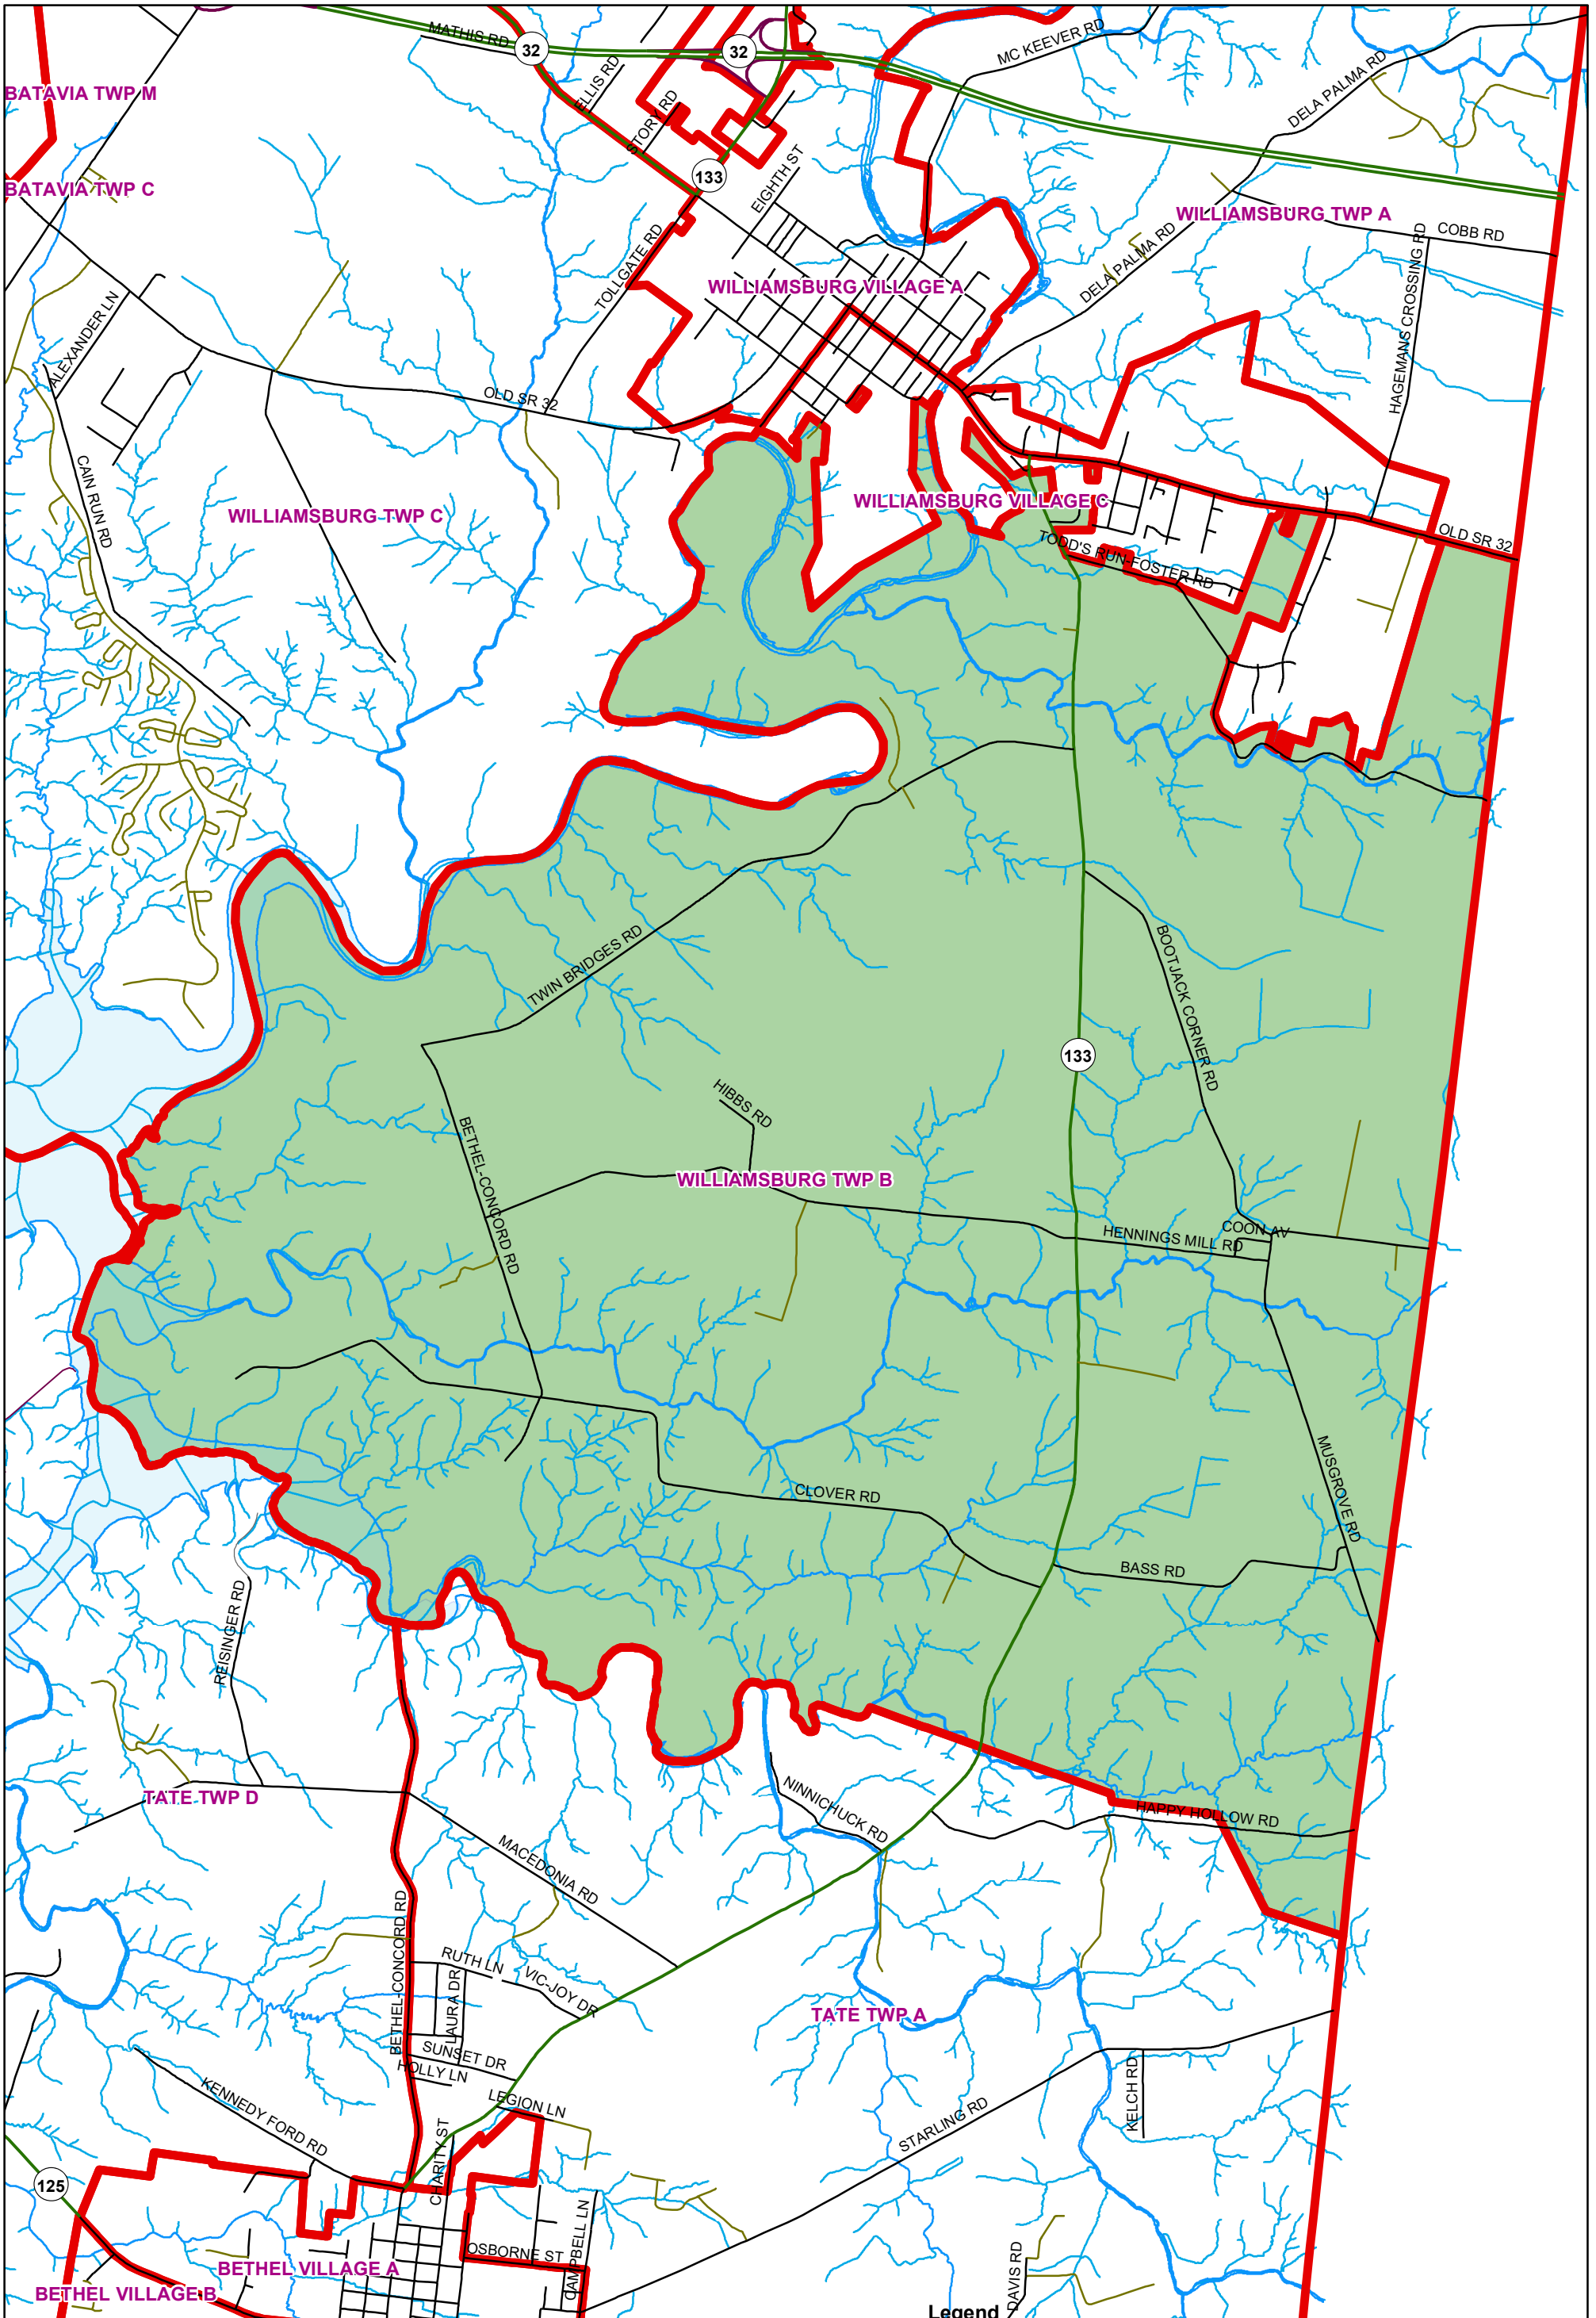 MATHIS RD
32
32
MC KEEVER RD
ELLIS RD
STORY RD
DELA PALMA RD
BATAVIA TWP M
BATAVIA TWP C
133
EIGHTH ST
WILLIAMSBURG TWP A
COBB RD
TOLLGATE RD
DELA PALMA RD
WILLIAMSBURG VILLAGE A
HAGEMANS CROSSING RD
ALEXANDER LN
OLD SR 32
CAIN RUN RD
WILLIAMSBURG TWP C
WILLIAMSBURG VILLAGE C
OLD SR 32
TODD'S RUN-FOSTER RD
TWIN BRIDGES RD
BOOTJACK CORNER RD
133
HIBBS RD
BETHEL-CONCORD RD
WILLIAMSBURG TWP B
COON AV
HENNINGS MILL RD
CLOVER RD
MUSGROVE RD
BASS RD
REISINGER RD
TATE TWP D
NINNICHUCK RD
HAPPY HOLLOW RD
MACEDONIA RD
BETHEL-CONCORD RD
RUTH LN
VIC-JOY DR
LAURA DR
TATE TWP A
SUNSET DR
HOLLY LN
KENNEDY FORD RD
LEGION LN
STARLING RD
KELCH RD
CHARITY ST
125
CAMPBELL LN
OSBORNE ST
BETHEL VILLAGE A
DAVIS RD
BETHEL VILLAGE B
Legend